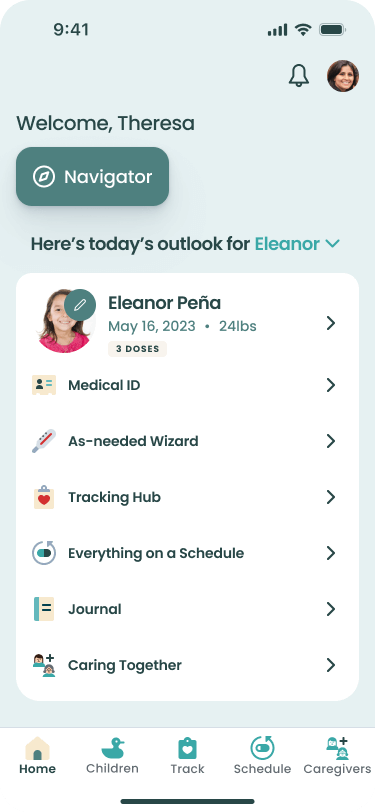 9:41
Welcome, Theresa
Navigator
Here's today's outlook for Eleanor
Eleanor Peña
May 16, 2023 • 24lbs
3 DOSES
Medical ID
As-needed Wizard
Tracking Hub
Everything on a Schedule
Journal
Caring Together
Home Children Track Schedule Caregivers